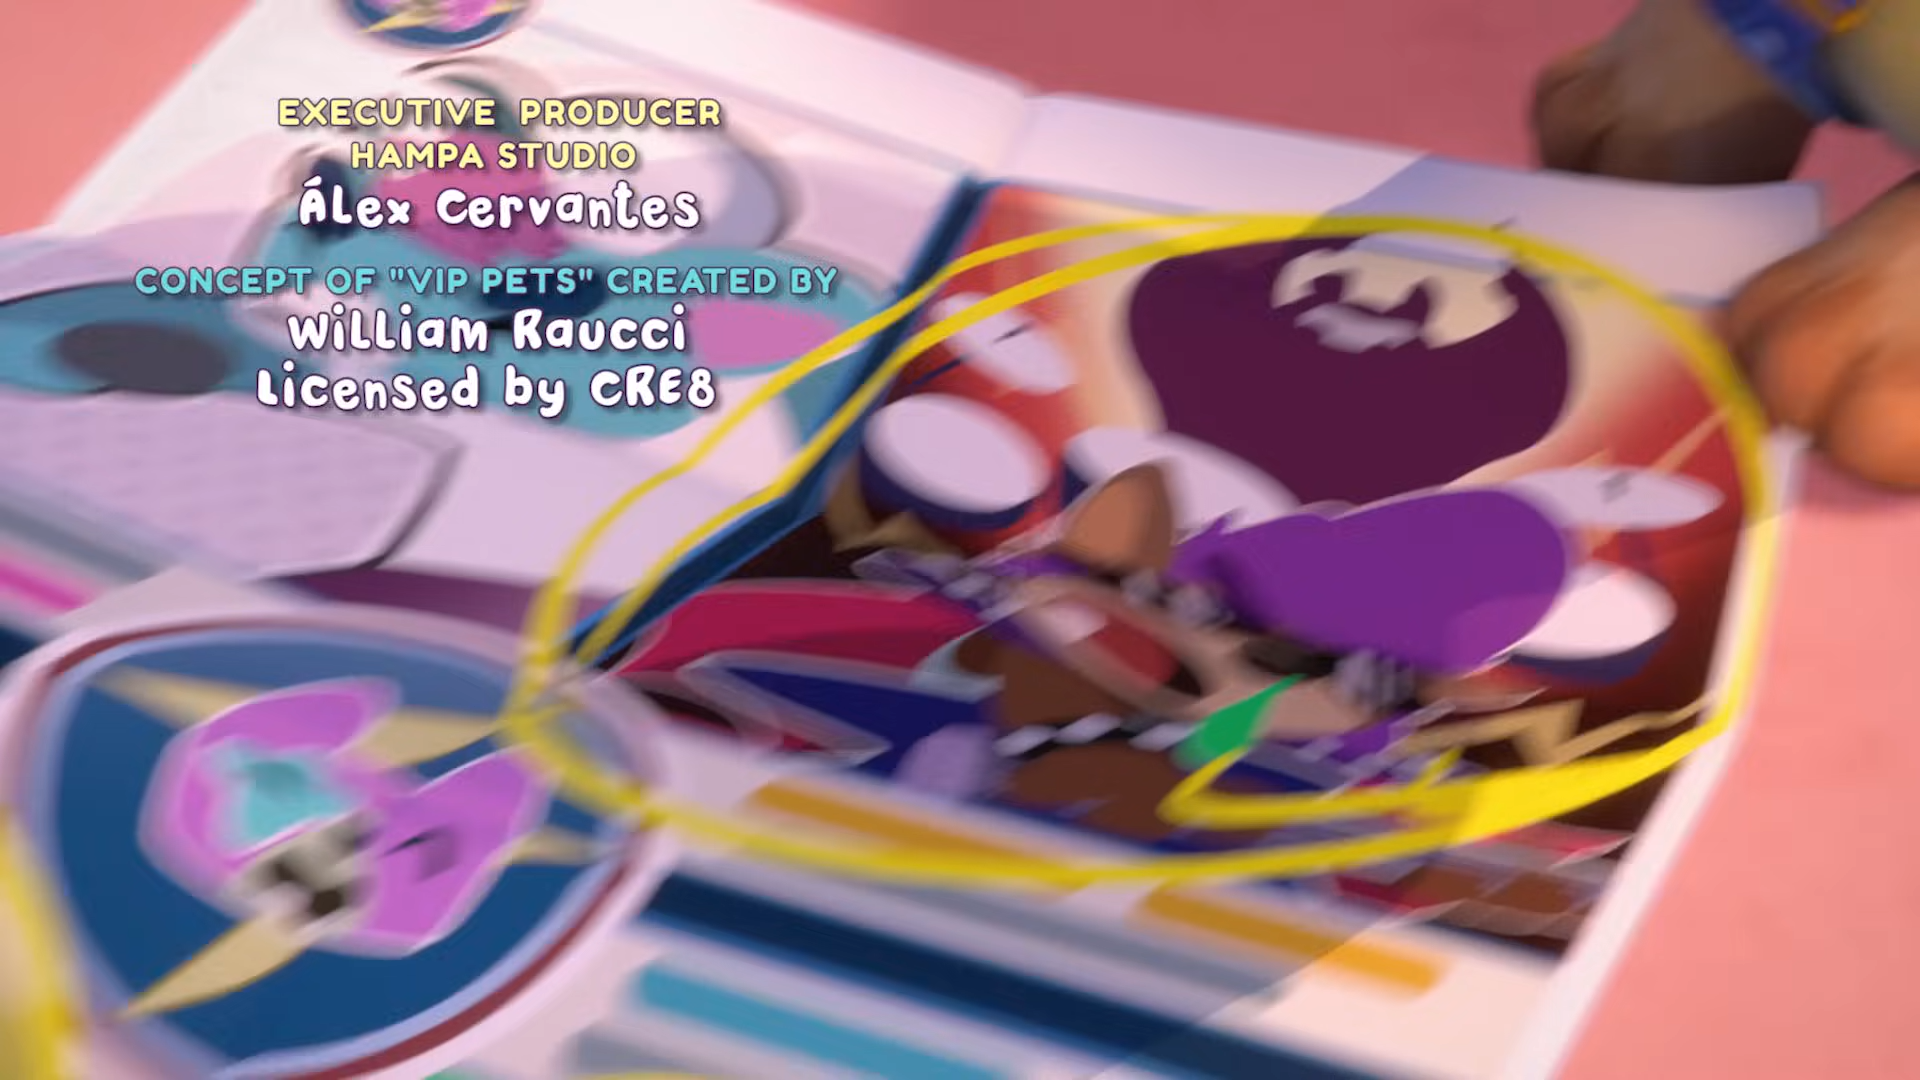 EXECUTIVE PRODUCER
HAMPA STUDIO
Álex Cervantes
CONCEPT OF "VIP PETS" CREATED BY
William Raucci
Licensed by CRE8